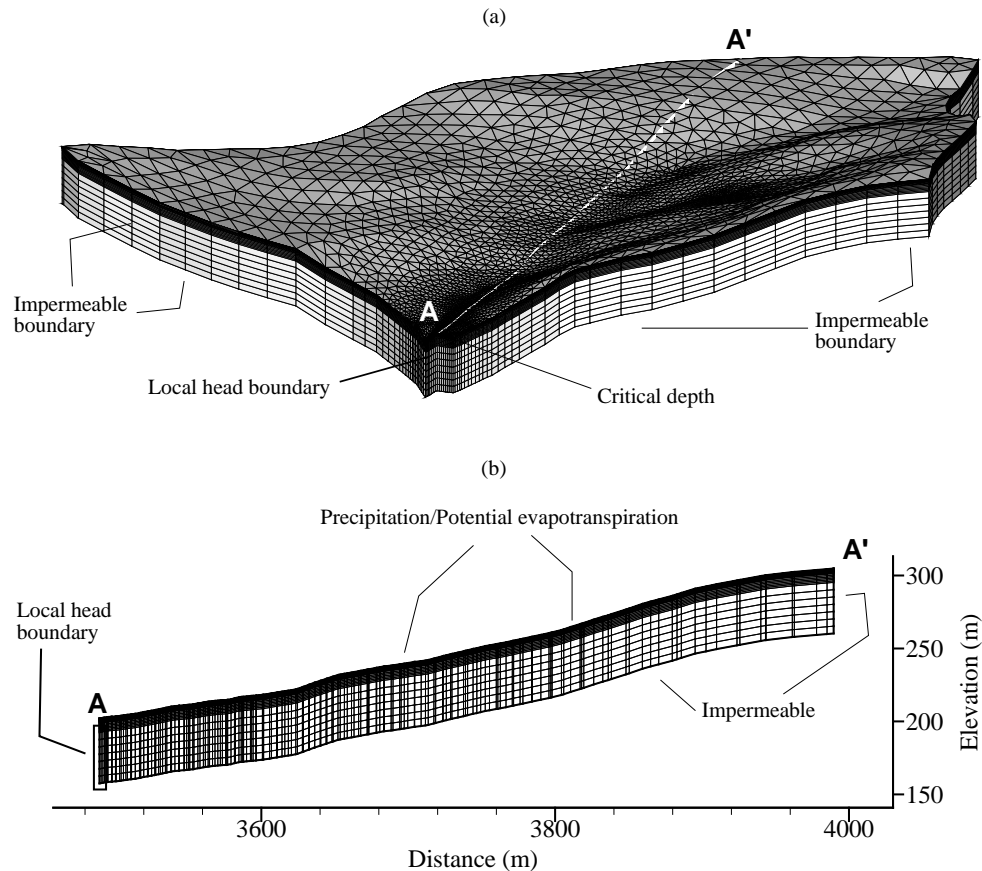 (a)
A'
A
Impermeable
boundary
Impermeable
boundary
Local head boundary
Critical depth
(b)
Precipitation/Potential evapotranspiration
A'
Local head
boundary
A
Impermeable
300
250
200
150
Elevation (m)
3600
3800
4000
Distance (m)